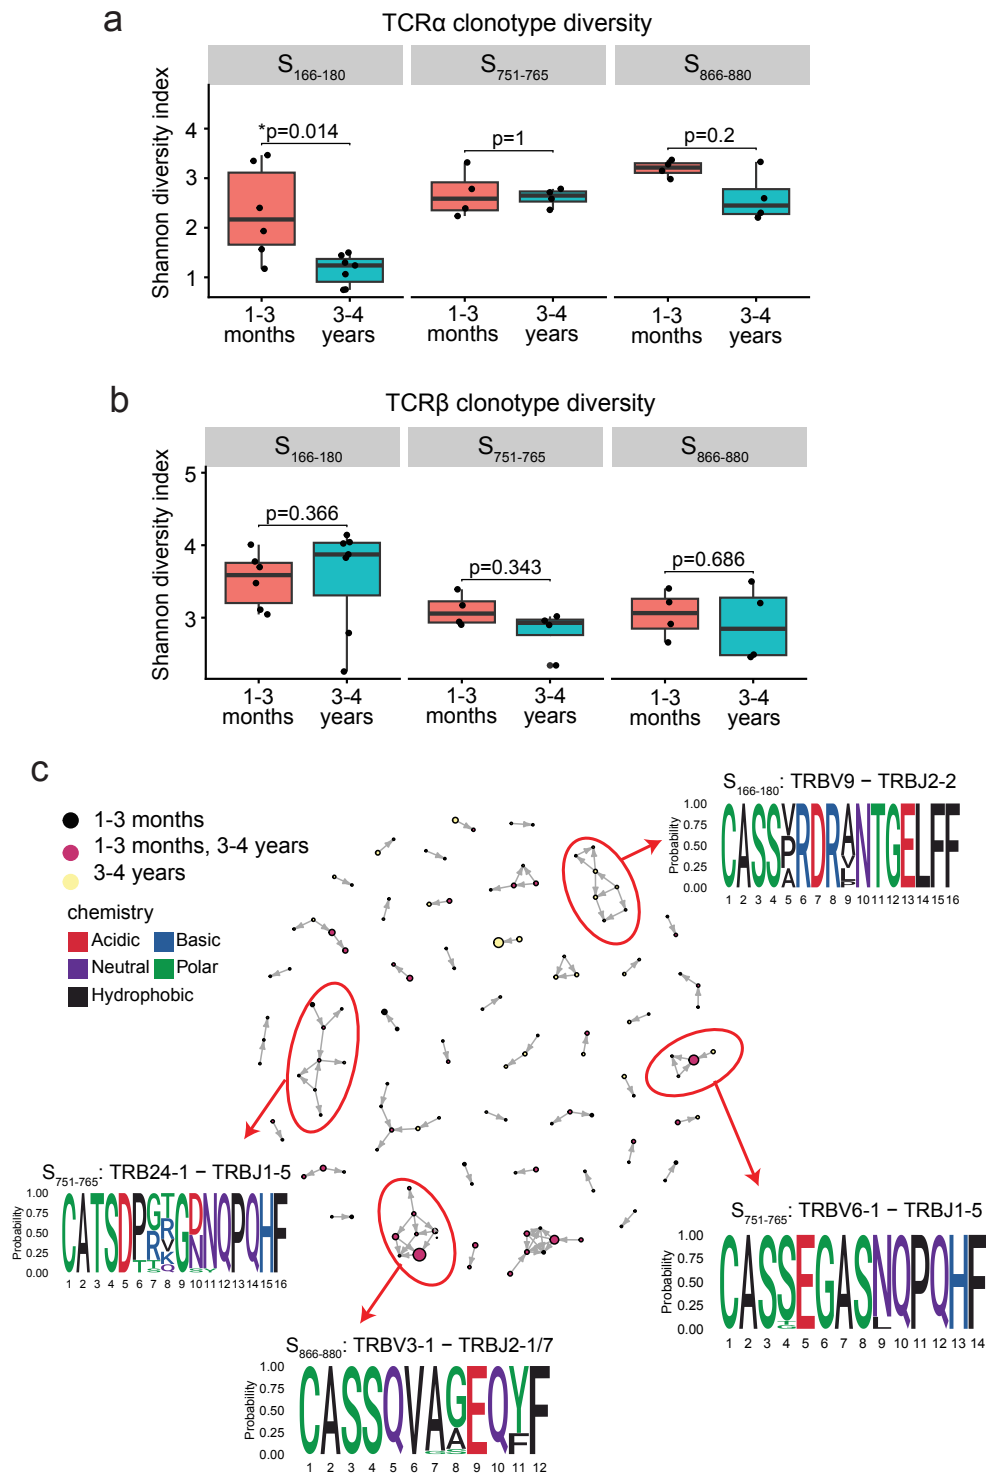 a
TCRα clonotype diversity
S166-180 S751-765 S866-880
Shannon diversity index
4
3
2
1
*p=0.014
p=1
p=0.2
1-3 months
3-4 years
1-3 months
3-4 years
1-3 months
3-4 years
b
TCRβ clonotype diversity
S166-180 S751-765 S866-880
Shannon diversity index
5
4
3
p=0.366
p=0.343
p=0.686
1-3 months
3-4 years
1-3 months
3-4 years
1-3 months
3-4 years
c
1-3 months
1-3 months, 3-4 years
3-4 years
chemistry
Acidic Basic
Neutral Polar
Hydrophobic
S166-180: TRBV9 − TRBJ2-2
Probability
1.00
0.75
0.50
0.25
0.00
CASS
RDR
NTGELFF
1 2 3 4 5 6 7 8 9 10 11 12 13 14 15 16
S751-765: TRB24-1 − TRBJ1-5
Probability
1.00
0.75
0.50
0.25
0.00
CATSDP
G
NQPQHF
1 2 3 4 5 6 7 8 9 10 11 12 13 14 15 16
S751-765: TRBV6-1 − TRBJ1-5
Probability
1.00
0.75
0.50
0.25
0.00
CASSEGASNQPQHF
1 2 3 4 5 6 7 8 9 10 11 12 13 14
S866-880: TRBV3-1 − TRBJ2-1/7
Probability
1.00
0.75
0.50
0.25
0.00
CASSQVAGEQYF
1 2 3 4 5 6 7 8 9 10 11 12